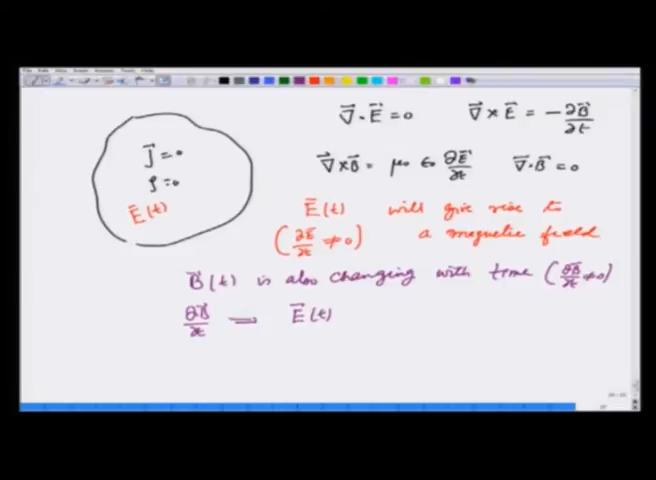 ∇⃗·E⃗ = 0    ∇⃗×E⃗ = -∂B⃗/∂t
J⃗ = 0
∇⃗×B⃗ = μ₀ ε₀ ∂E⃗/∂t    ∇⃗·B⃗ = 0
ρ = 0
E⃗(t)
E⃗(t) will give rise to
(∂E⃗/∂t ≠ 0) a magnetic field
B⃗(t) is also changing with time (∂B⃗/∂t ≠ 0)
∂B⃗/∂t = E⃗(t)